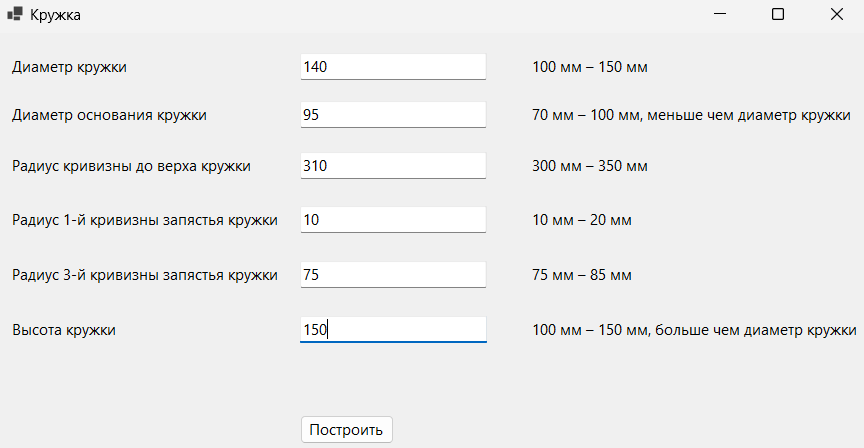 Кружка
Диаметр кружки 140 100 мм – 150 мм
Диаметр основания кружки 95 70 мм – 100 мм, меньше чем диаметр кружки
Радиус кривизны до верха кружки 310 300 мм – 350 мм
Радиус 1-й кривизны запястья кружки 10 10 мм – 20 мм
Радиус 3-й кривизны запястья кружки 75 75 мм – 85 мм
Высота кружки 150 100 мм – 150 мм, больше чем диаметр кружки
Построить